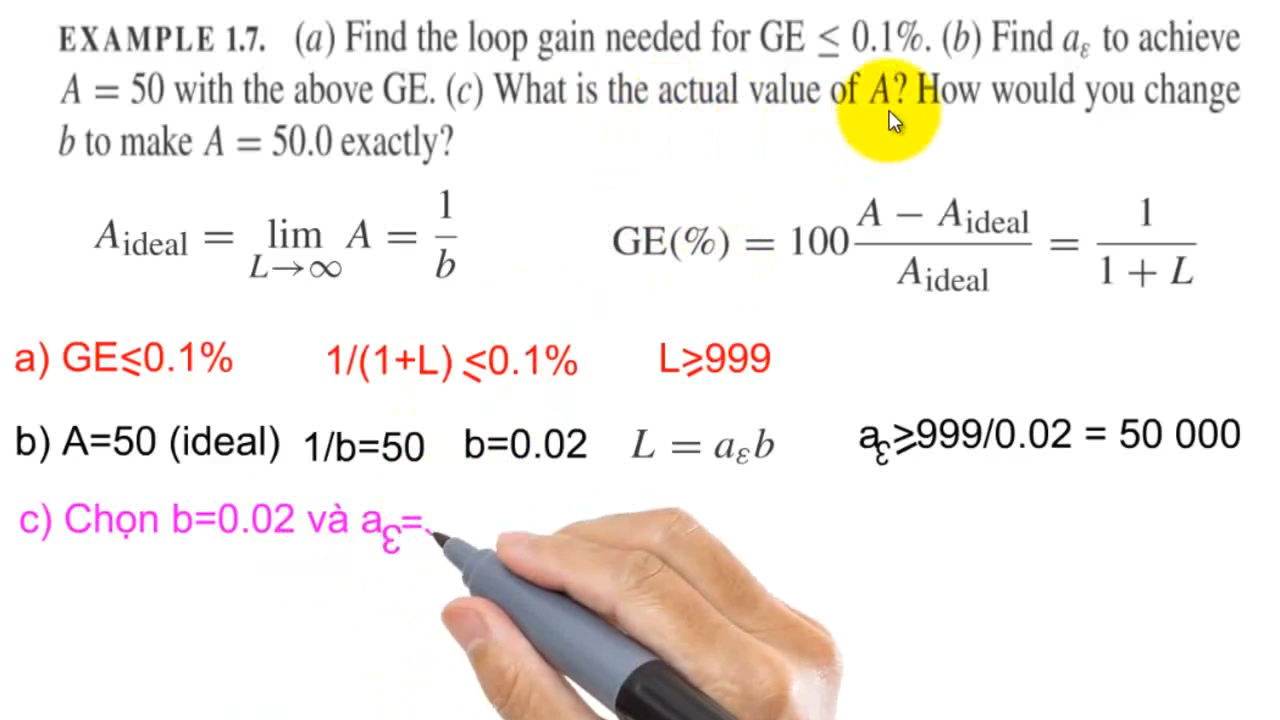 EXAMPLE 1.7. (a) Find the loop gain needed for GE ≤ 0.1%. (b) Find aε to achieve
A = 50 with the above GE. (c) What is the actual value of A? How would you change
b to make A = 50.0 exactly?
Aideal = lim L→∞ A = 1/b
GE(%) = 100 (A − Aideal)/Aideal = 1/(1 + L)
a) GE⩽0.1% 1/(1+L) ⩽0.1% L⩾999
b) A=50 (ideal) 1/b=50 b=0.02 L = aεb aε⩾999/0.02 = 50 000
c) Chọn b=0.02 và aε=